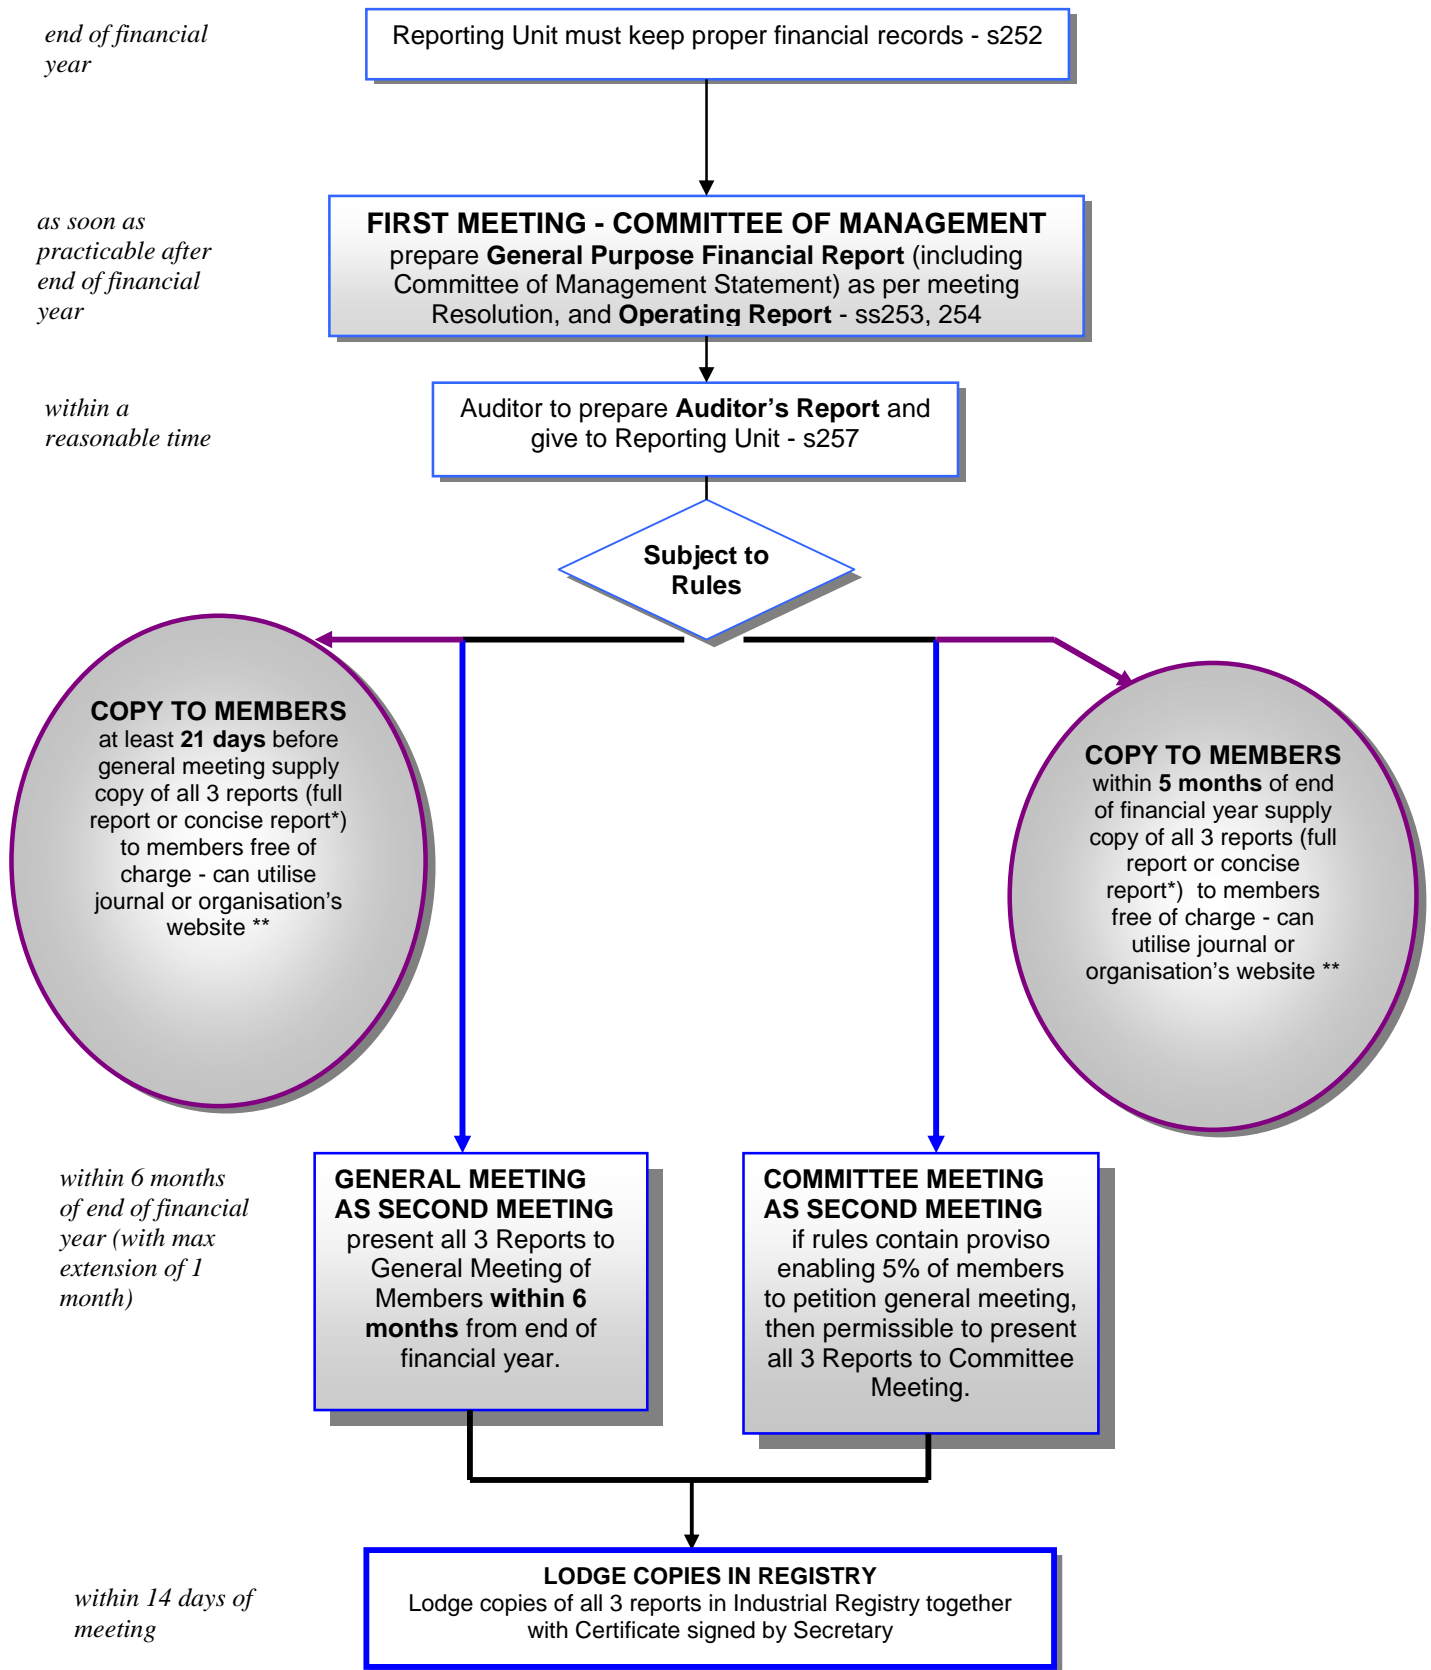 end of financial
year
Reporting Unit must keep proper financial records - s252
as soon as
practicable after
end of financial
year
FIRST MEETING - COMMITTEE OF MANAGEMENT
prepare General Purpose Financial Report (including
Committee of Management Statement) as per meeting
Resolution, and Operating Report - ss253, 254
within a
reasonable time
Auditor to prepare Auditor’s Report and
give to Reporting Unit - s257
Subject to
Rules
COPY TO MEMBERS
at least 21 days before
general meeting supply
copy of all 3 reports (full
report or concise report*)
to members free of
charge - can utilise
journal or organisation’s
website **
COPY TO MEMBERS
within 5 months of end
of financial year supply
copy of all 3 reports (full
report or concise
report*) to members
free of charge - can
utilise journal or
organisation’s website **
within 6 months
of end of financial
year (with max
extension of 1
month)
GENERAL MEETING
AS SECOND MEETING
present all 3 Reports to
General Meeting of
Members within 6
months from end of
financial year.
COMMITTEE MEETING
AS SECOND MEETING
if rules contain proviso
enabling 5% of members
to petition general meeting,
then permissible to present
all 3 Reports to Committee
Meeting.
within 14 days of
meeting
LODGE COPIES IN REGISTRY
Lodge copies of all 3 reports in Industrial Registry together
with Certificate signed by Secretary